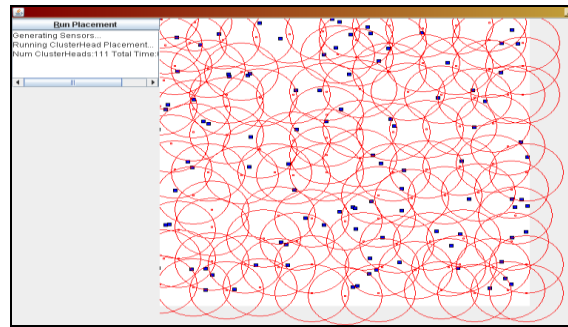 Run Placement
Generating Sensors...
Running ClusterHead Placement...
Num ClusterHeads:111 Total Time: